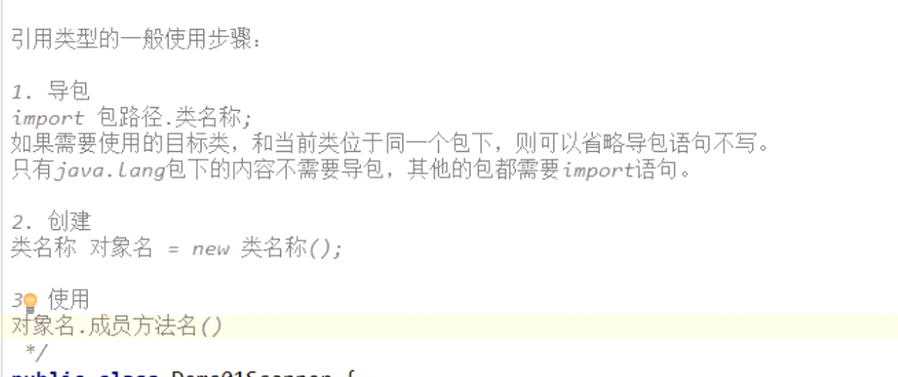 引用类型的一般使用步骤：
1. 导包
import 包路径.类名称;
如果需要使用的目标类，和当前类位于同一个包下，则可以省略导包语句不写。
只有java.lang包下的内容不需要导包，其他的包都需要import语句。
2. 创建
类名称 对象名 = new 类名称();
3 使用
对象名.成员方法名()
*/
public class Demo01Scanner {